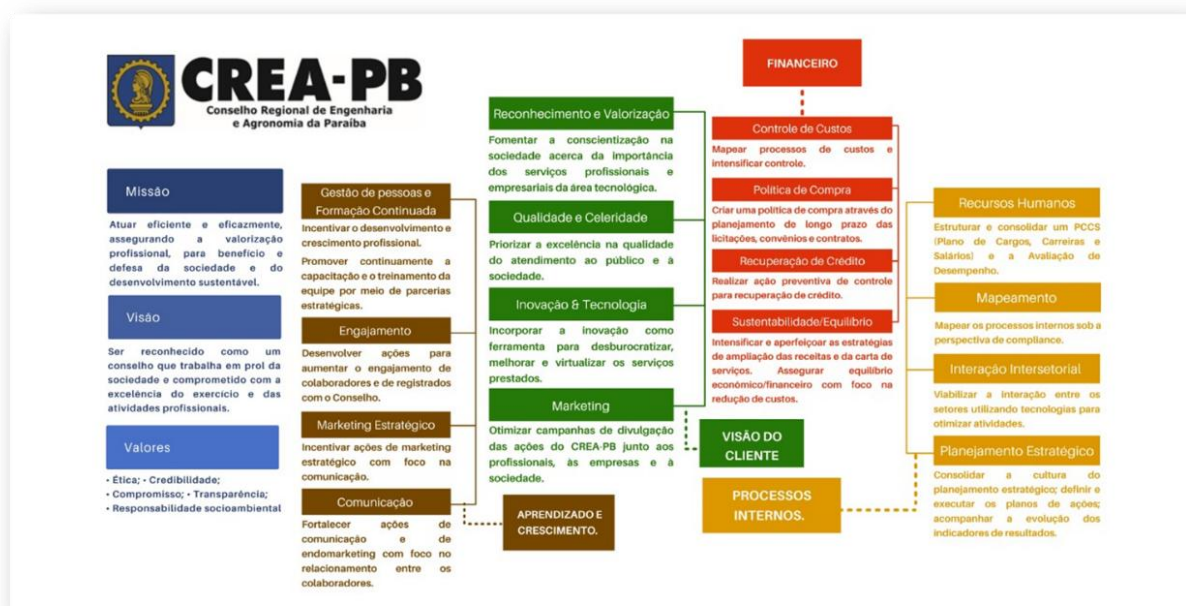 CREA-PB
Conselho Regional de Engenharia
e Agronomia da Paraíba
Missão
Atuar eficiente e eficazmente,
assegurando a valorização
profissional, para benefício e
defesa da sociedade e do
desenvolvimento sustentável.
Visão
Ser reconhecido como um
conselho que trabalha em prol da
sociedade e comprometido com a
excelência do exercício e das
atividades profissionais.
Valores
• Ética; • Credibilidade;
• Compromisso; • Transparência;
• Responsabilidade socioambiental
Gestão de pessoas e
Formação Continuada
Incentivar o desenvolvimento e
crescimento profissional.
Promover continuamente a
capacitação e o treinamento da
equipe por meio de parcerias
estratégicas.
Engajamento
Desenvolver ações para
aumentar o engajamento de
colaboradores e de registrados
com o Conselho.
Marketing Estratégico
Incentivar ações de marketing
estratégico com foco na
comunicação.
Comunicação
Fortalecer ações de
comunicação e de
endomarketing com foco no
relacionamento entre os
colaboradores.
APRENDIZADO E
CRESCIMENTO.
Reconhecimento e Valorização
Fomentar a conscientização na
sociedade acerca da importância
dos serviços profissionais e
empresariais da área tecnológica.
Qualidade e Celeridade
Priorizar a excelência na qualidade
do atendimento ao público e à
sociedade.
Inovação & Tecnologia
Incorporar a inovação como
ferramenta para desburocratizar,
melhorar e virtualizar os serviços
prestados.
Marketing
Otimizar campanhas de divulgação
das ações do CREA-PB junto aos
profissionais, às empresas e à
sociedade.
VISÃO DO
CLIENTE
FINANCEIRO
Controle de Custos
Mapear processos de custos e
intensificar controle.
Política de Compra
Criar uma política de compra através do
planejamento de longo prazo das
licitações, convênios e contratos.
Recuperação de Crédito
Realizar ação preventiva de controle
para recuperação de crédito.
Sustentabilidade/Equilíbrio
Intensificar e aperfeiçoar as estratégias
de ampliação das receitas e da carta de
serviços. Assegurar equilíbrio
econômico/financeiro com foco na
redução de custos.
PROCESSOS
INTERNOS.
Recursos Humanos
Estruturar e consolidar um PCCS
(Plano de Cargos, Carreiras e
Salários) e a Avaliação de
Desempenho.
Mapeamento
Mapear os processos internos sob a
perspectiva de compliance.
Interação Intersetorial
Viabilizar a interação entre os
setores utilizando tecnologias para
otimizar atividades.
Planejamento Estratégico
Consolidar a cultura do
planejamento estratégico; definir e
executar os planos de ações;
acompanhar a evolução dos
indicadores de resultados.